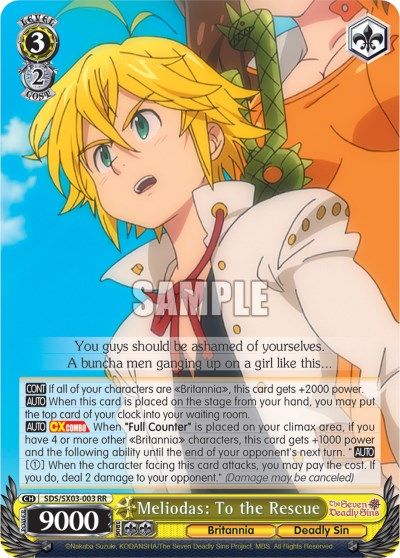 LEVEL
3
2
COST
SAMPLE
You guys should be ashamed of yourselves.
A buncha men ganging up on a girl like this...
CONT If all of your characters are «Britannia», this card gets +2000 power.
AUTO When this card is placed on the stage from your hand, you may put
the top card of your clock into your waiting room.
AUTO CX COMBO When "Full Counter" is placed on your climax area, if you
have 4 or more other «Britannia» characters, this card gets +1000 power
and the following ability until the end of your opponent's next turn. " AUTO
[①] When the character facing this card attacks, you may pay the cost. If
you do, deal 2 damage to your opponent." (Damage may be canceled)
CH SDS/SX03-003 RR
POWER
9000
Meliodas: To the Rescue
The Seven Deadly Sins
Britannia
Deadly Sin
©Nakaba Suzuki, KODANSHA/The Seven Deadly Sins Project, MBS. All Rights Reserved.